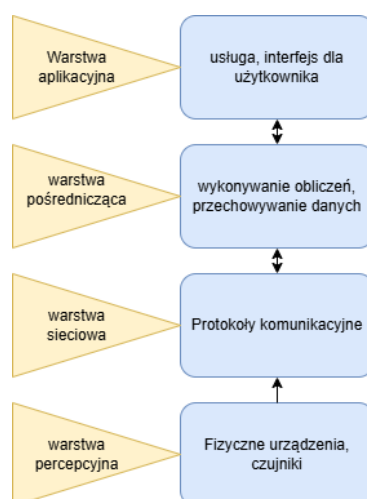 Warstwa
aplikacyjna
usługa, interfejs dla
użytkownika
warstwa
pośrednicząca
wykonywanie obliczeń,
przechowywanie danych
warstwa
sieciowa
Protokoły komunikacyjne
warstwa
percepcyjna
Fizyczne urządzenia,
czujniki